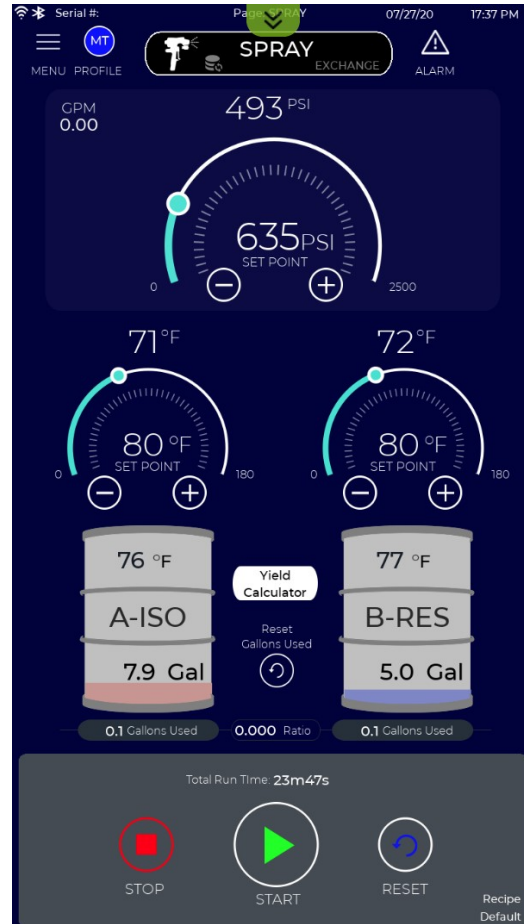 Serial #:
Page: SPRAY
07/27/20
17:37 PM
MENU
MT
PROFILE
SPRAY
EXCHANGE
ALARM
GPM
0.00
493 PSI
635PSI
SET POINT
0
2500
71°F
80 °F
SET POINT
0
180
72°F
80 °F
SET POINT
0
180
76 °F
A-ISO
7.9 Gal
Yield
Calculator
Reset
Gallons Used
77 °F
B-RES
5.0 Gal
0.1 Gallons Used
0.000 Ratio
0.1 Gallons Used
Total Run TIme: 23m47s
STOP
START
RESET
Recipe
Default